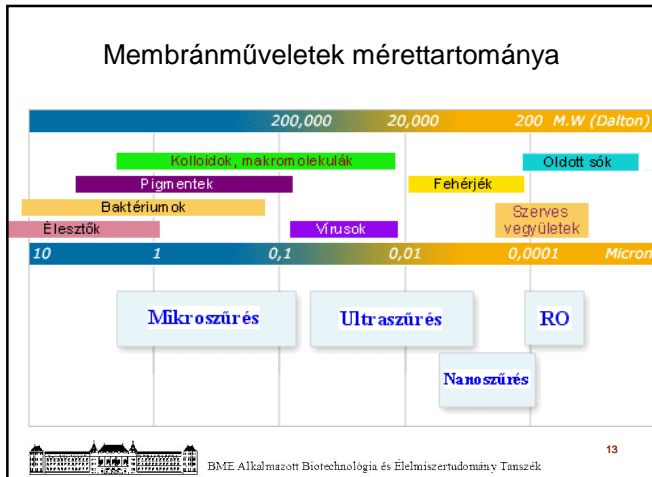 Membránműveletek mérettartománya
200,000 20,000 200 M.W (Dalton)
Kolloidok, makromolekulák Oldott sók
Pigmentek Fehérjék
Baktériumok Szerves vegyületek
Élesztők Vírusok
10 1 0,1 0,01 0,0001 Micron
Mikroszűrés Ultraszűrés RO
Nanoszűrés
13
BME Alkalmazott Biotechnológia és Élelmiszertudomány Tanszék